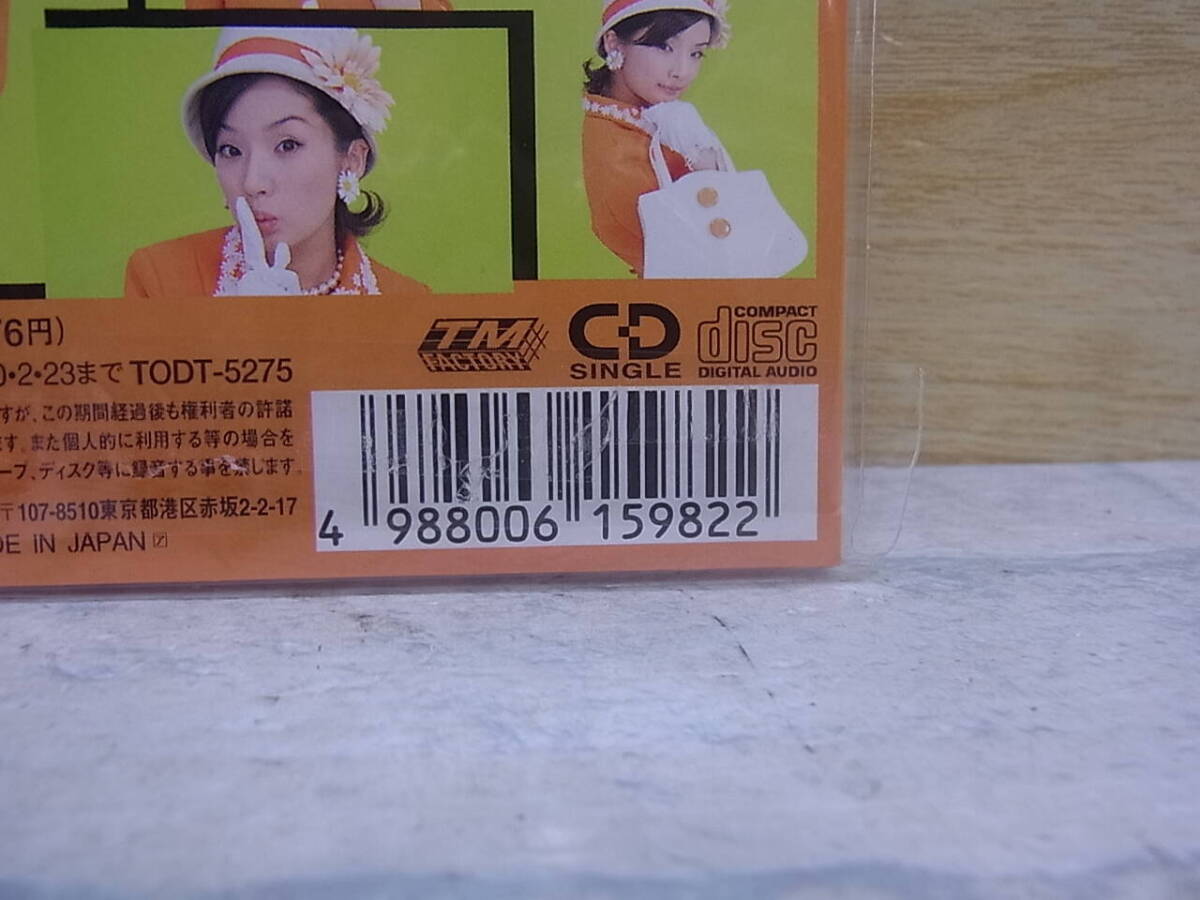 6円)
TM
FACTORY
CD
SINGLE
COMPACT
disc
DIGITAL AUDIO
・2・23まで TODT-5275
すが、この期間経過後も権利者の許諾
ます。また個人的に利用する等の場合を
ープ、ディスク等に録音する事を禁じます。
〒107-8510東京都港区赤坂2-2-17
DE IN JAPAN
4 988006 159822